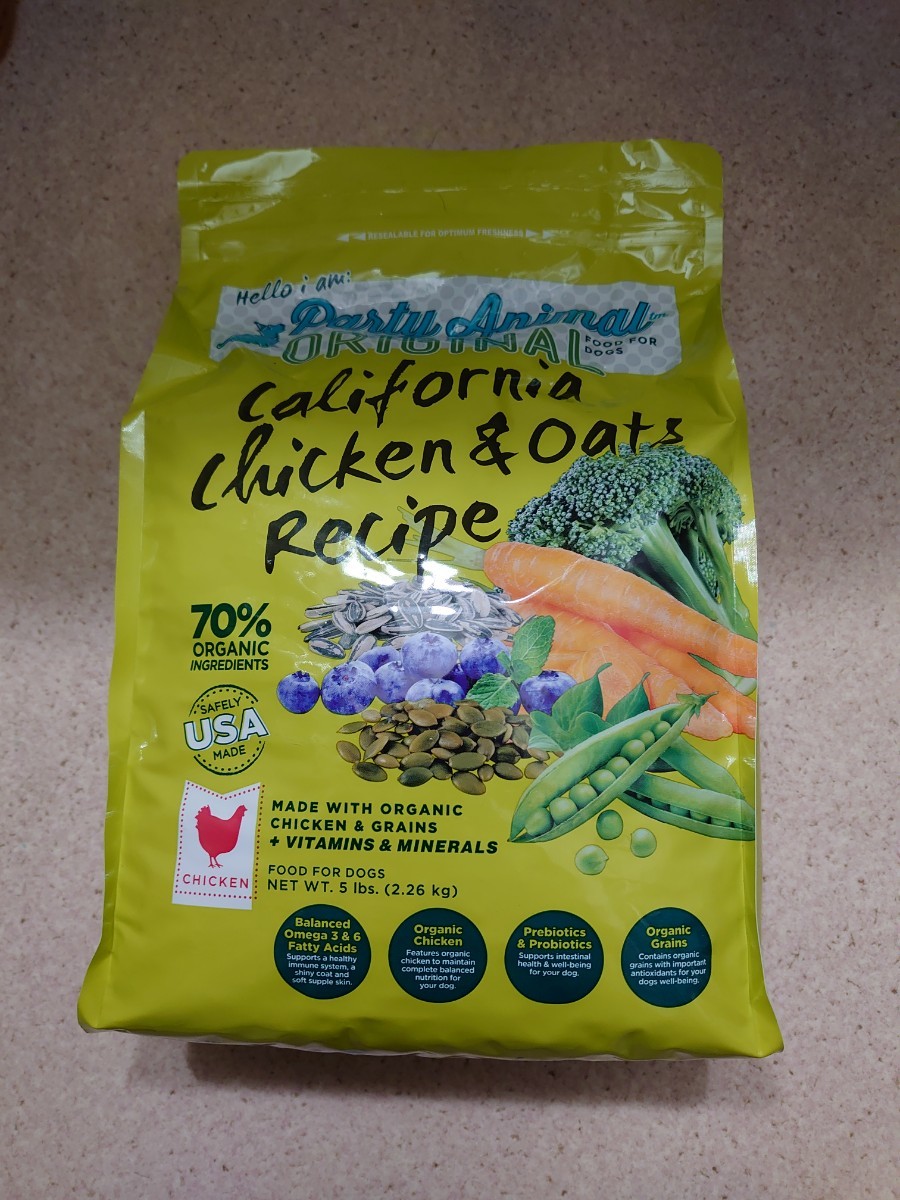 RESEALABLE FOR OPTIMUM FRESHNESS
Hello i am:
Party Animal™
ORIGINAL
FOOD FOR
DOGS
California
Chicken & Oats
Recipe
70%
ORGANIC
INGREDIENTS
SAFELY
USA
MADE
CHICKEN
MADE WITH ORGANIC
CHICKEN & GRAINS
+ VITAMINS & MINERALS
FOOD FOR DOGS
NET WT. 5 lbs. (2.26 kg)
Balanced
Omega 3 & 6
Fatty Acids
Supports a healthy
immune system, a
shiny coat and
soft supple skin.
Organic
Chicken
Features organic
chicken to maintain
complete balanced
nutrition for
your dog.
Prebiotics
& Probiotics
Supports intestinal
health & well-being
for your dog.
Organic
Grains
Contains organic
grains with important
antioxidants for your
dogs well-being.